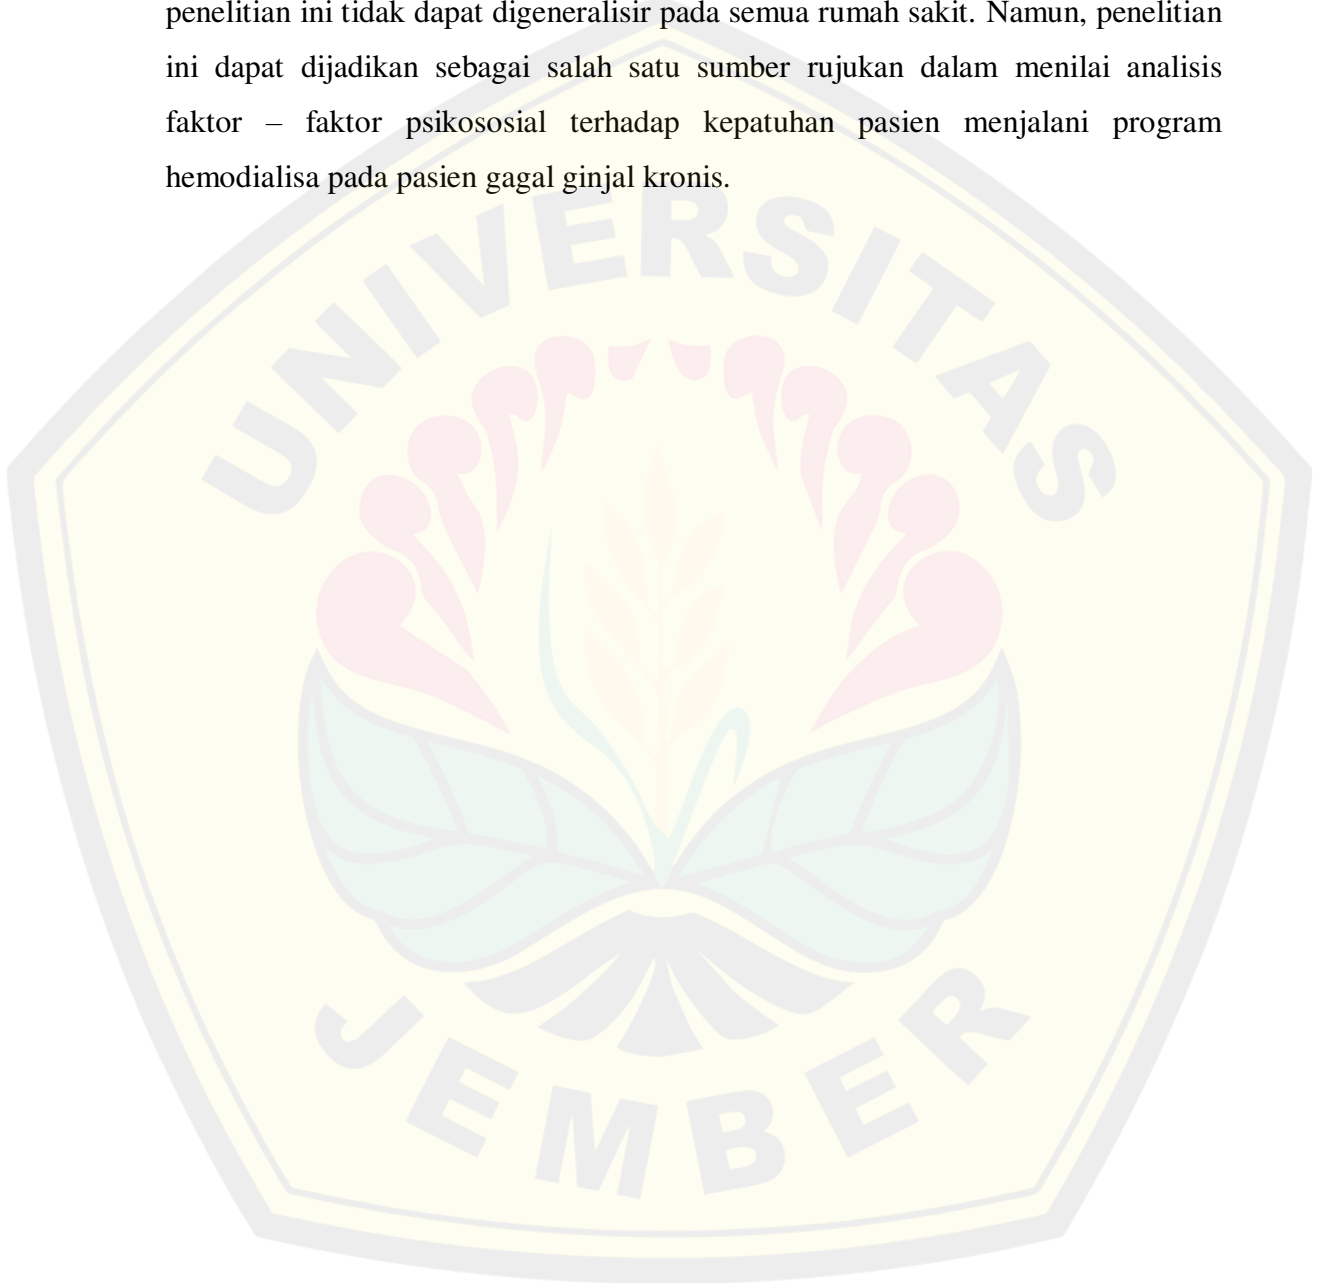 penelitian ini tidak dapat digeneralisir pada semua rumah sakit. Namun, penelitian
ini dapat dijadikan sebagai salah satu sumber rujukan dalam menilai analisis
faktor – faktor psikososial terhadap kepatuhan pasien menjalani program
hemodialisa pada pasien gagal ginjal kronis.
UNIVERSITAS
JEMBER